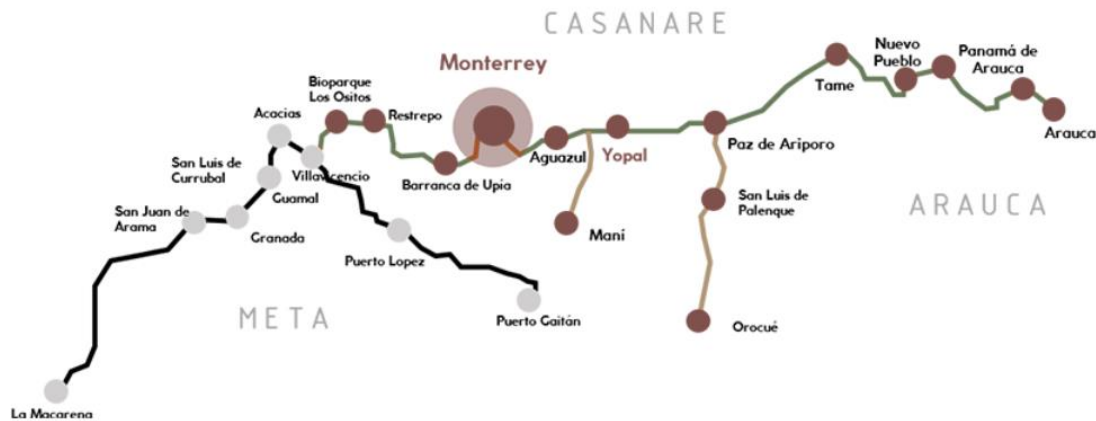 CASANARE
Nuevo
Pueblo
Panamá de
Arauca
Monterrey
Bioparque
Los Ositos
Tame
Acacias
Restrepo
Arauca
Paz de Ariporo
Aguazul
Yopal
San Luis de
Currubal
Villavicencio
Barranca de Upía
Guamal
San Luis de
Palenque
ARAUCA
San Juan de
Arama
Granada
Maní
Puerto Lopez
META
Puerto Gaitán
Orocué
La Macarena